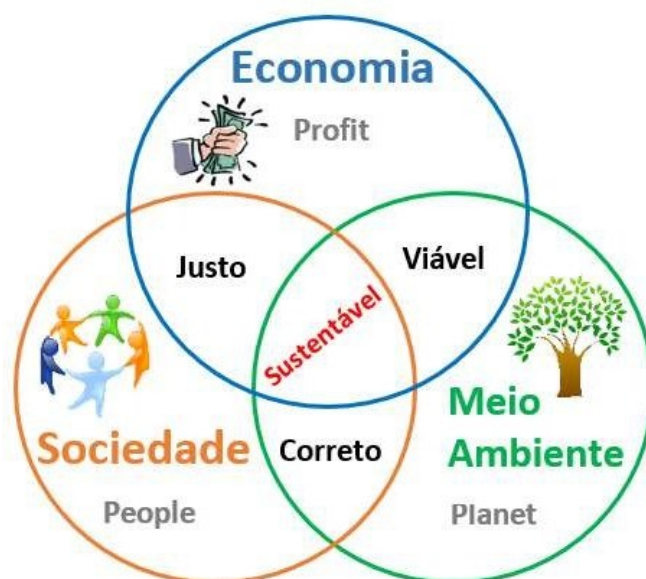 Economia
Profit
Justo
Viável
Sustentável
Meio
Ambiente
Sociedade
Correto
People
Planet